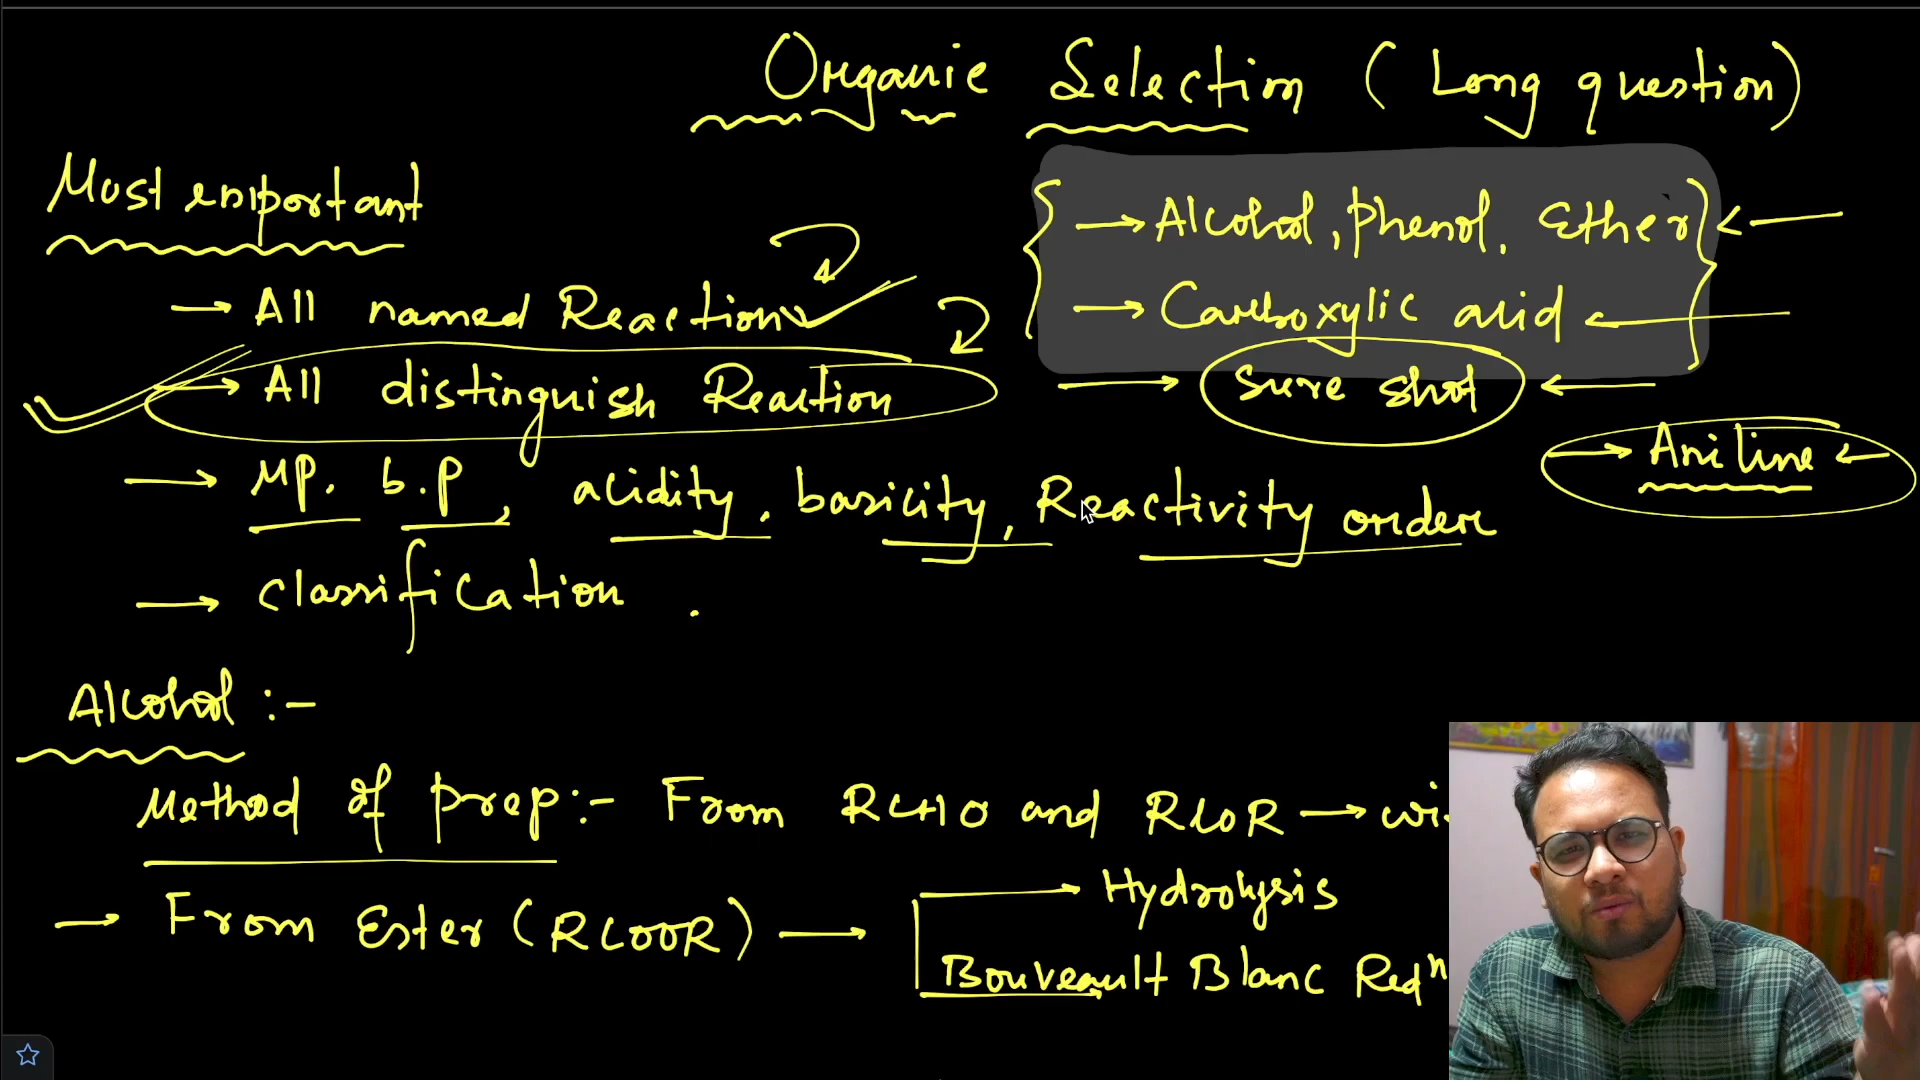 Organic Selection (Long question)
Most important
→ Alcohol, phenol, Ether ←
→ Carboxylic acid ←
→ All named Reaction
→ All distinguish Reaction
→ sure shot ←
→ Aniline ←
→ MP. b.p, acidity, basicity, Reactivity order
→ classification .
Alcohol :-
Method of prep:- From RCHO and RCOR → wi
→ From Ester (RCOOR) → Hydrolysis
Bouveault Blanc Redⁿ